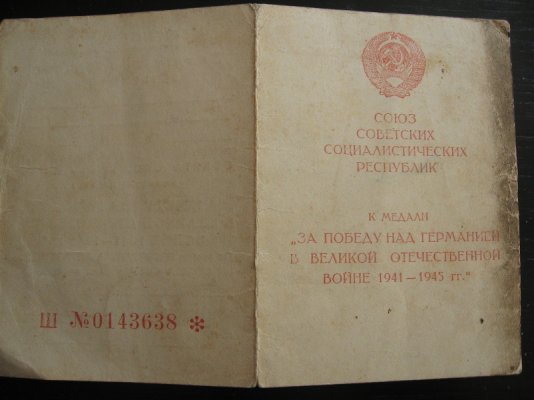 СОЮЗ
СОВЕТСКИХ
СОЦИАЛИСТИЧЕСКИХ
РЕСПУБЛИК
К МЕДАЛИ
„ЗА ПОБЕДУ НАД ГЕРМАНИЕЙ
В ВЕЛИКОЙ ОТЕЧЕСТВЕННОЙ
ВОЙНЕ 1941—1945 гг.“
Ш №0143638 *